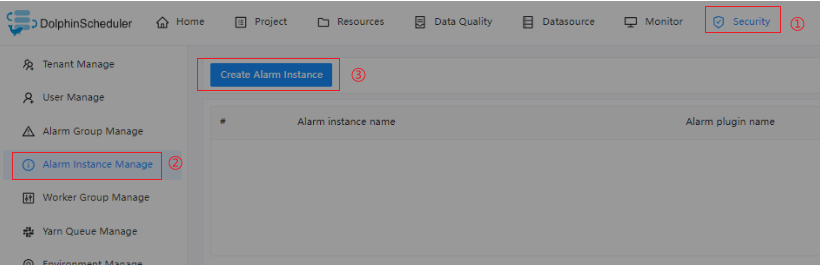 DolphinScheduler Home Project Resources Data Quality Datasource Monitor Security ①
Tenant Manage
User Manage
Alarm Group Manage
Alarm Instance Manage ②
Worker Group Manage
Yarn Queue Manage
Environment Manage
Create Alarm Instance ③
# Alarm instance name Alarm plugin name